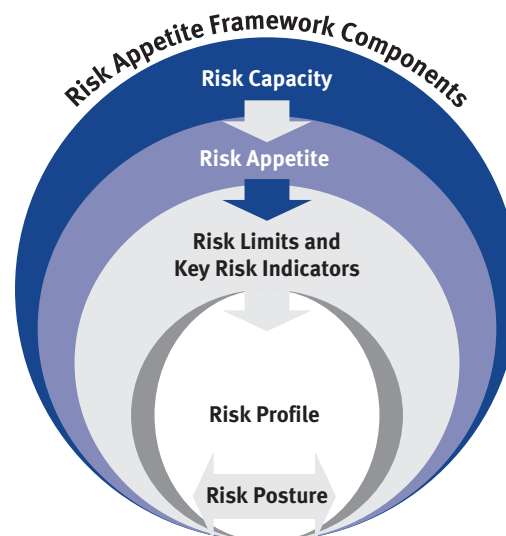 Risk Appetite Framework Components
Risk Capacity
Risk Appetite
Risk Limits and
Key Risk Indicators
Risk Profile
Risk Posture